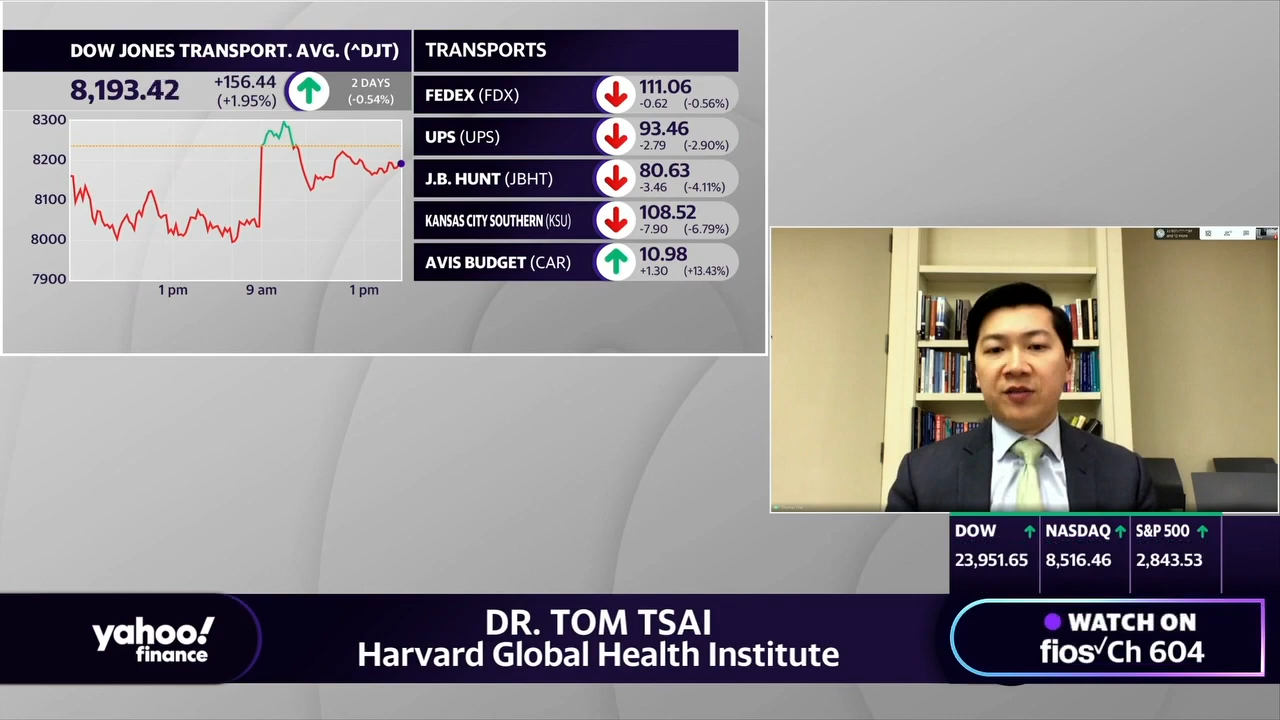 DOW JONES TRANSPORT. AVG. (^DJT)
8,193.42
+156.44
(+1.95%)
2 DAYS
(-0.54%)
8300
8200
8100
8000
7900
1 pm
9 am
1 pm
TRANSPORTS
FEDEX (FDX)
111.06
-0.62 (-0.56%)
UPS (UPS)
93.46
-2.79 (-2.90%)
J.B. HUNT (JBHT)
80.63
-3.46 (-4.11%)
KANSAS CITY SOUTHERN (KSU)
108.52
-7.90 (-6.79%)
AVIS BUDGET (CAR)
10.98
+1.30 (+13.43%)
DOW
23,951.65
NASDAQ
8,516.46
S&P 500
2,843.53
yahoo!
finance
DR. TOM TSAI
Harvard Global Health Institute
WATCH ON
fios Ch 604